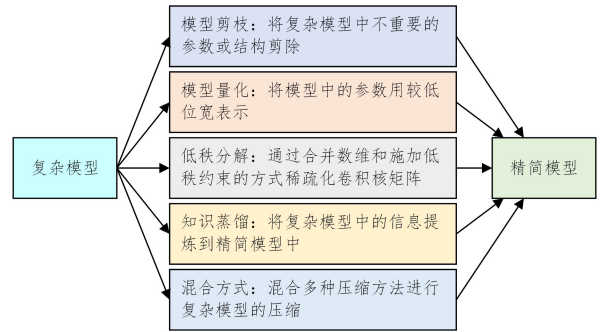 复杂模型
模型剪枝：将复杂模型中不重要的
参数或结构剪除
模型量化：将模型中的参数用较低
位宽表示
低秩分解：通过合并数维和施加低
秩约束的方式稀疏化卷积核矩阵
知识蒸馏：将复杂模型中的信息提
炼到精简模型中
混合方式：混合多种压缩方法进行
复杂模型的压缩
精简模型